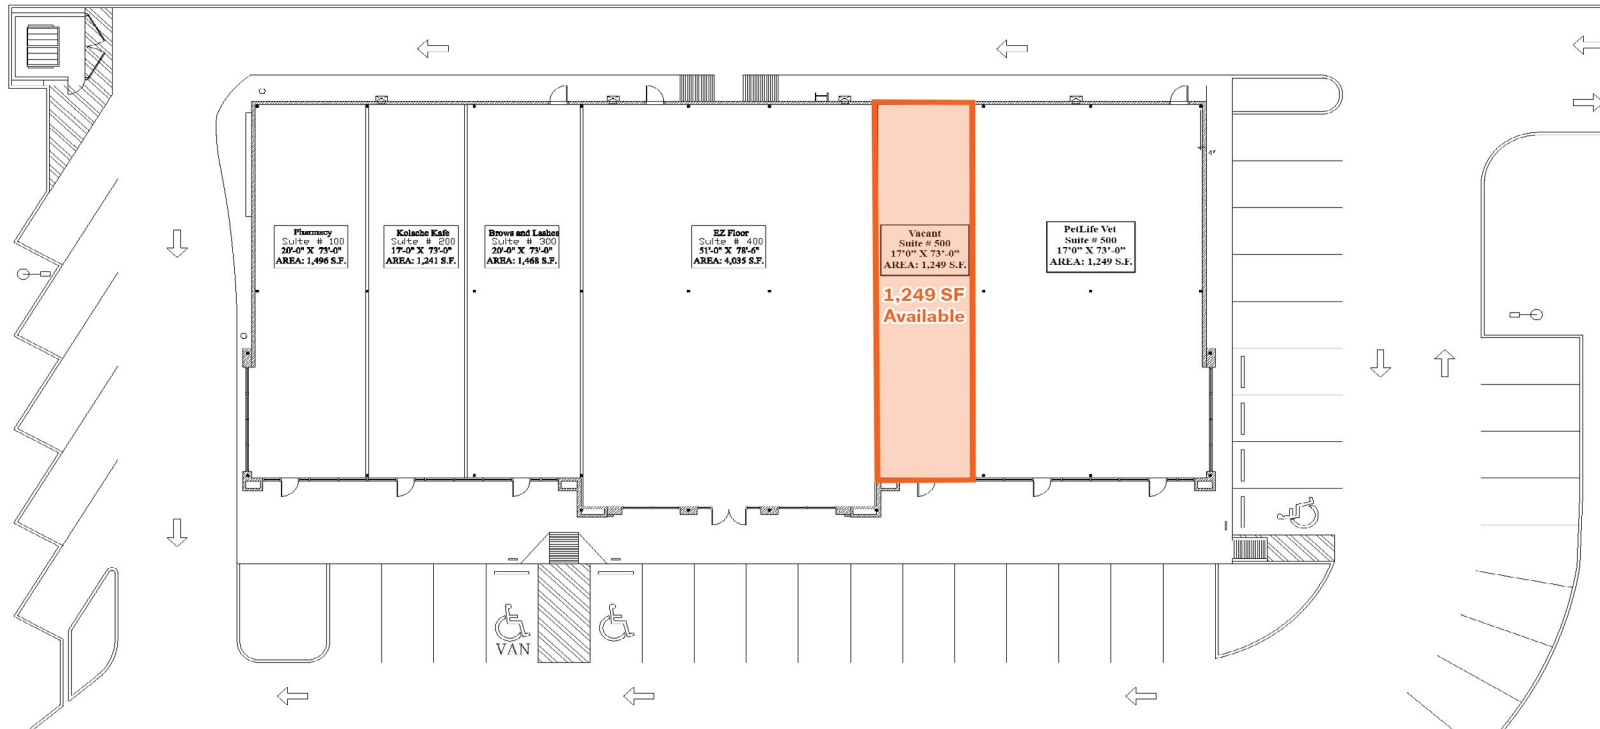 Pharmacy
Suite # 100
20'-0" X 73'-0"
AREA: 1,496 S.F.
Kolache Kafe
Suite # 200
17'-0" X 73'-0"
AREA: 1,241 S.F.
Brows and Lashes
Suite # 300
20'-0" X 73'-0"
AREA: 1,468 S.F.
EZ Floor
Suite # 400
51'-0" X 78'-6"
AREA: 4,035 S.F.
Vacant
Suite # 500
17'0" X 73'-0"
AREA: 1,249 S.F.
1,249 SF
Available
PetLife Vet
Suite # 500
17'0" X 73'-0"
AREA: 1,249 S.F.
VAN